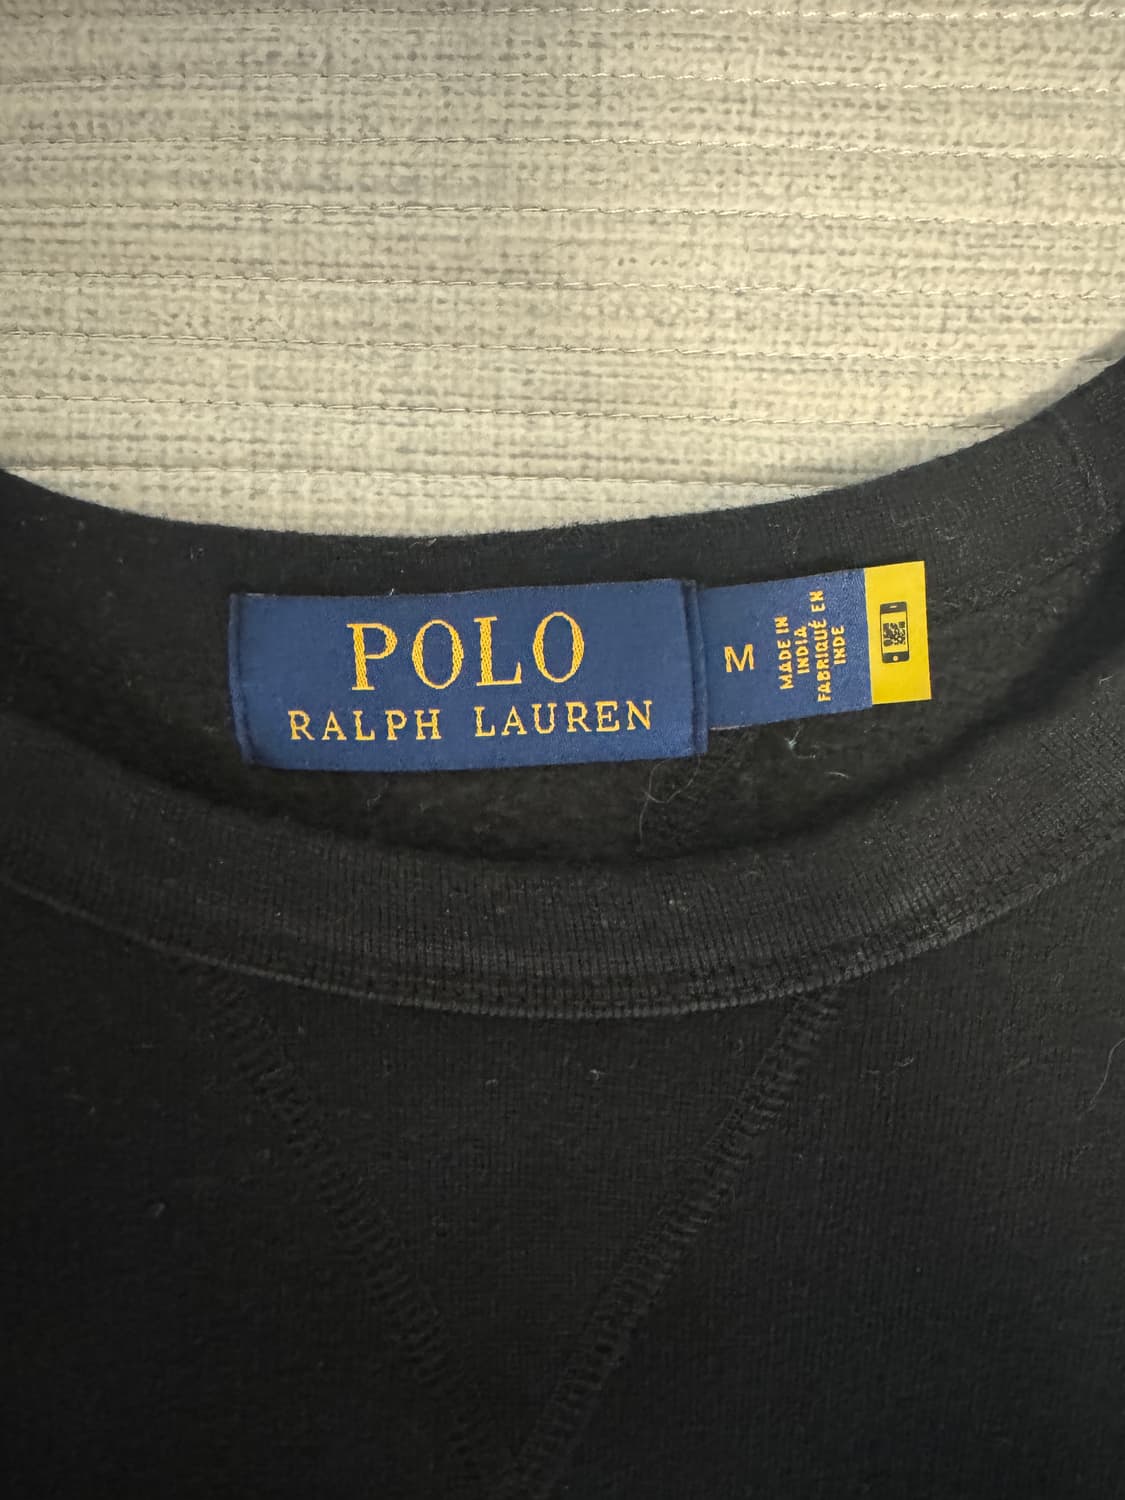 POLO
RALPH LAUREN
M
MADE IN
INDIA
FABRIQUÉ EN
INDE